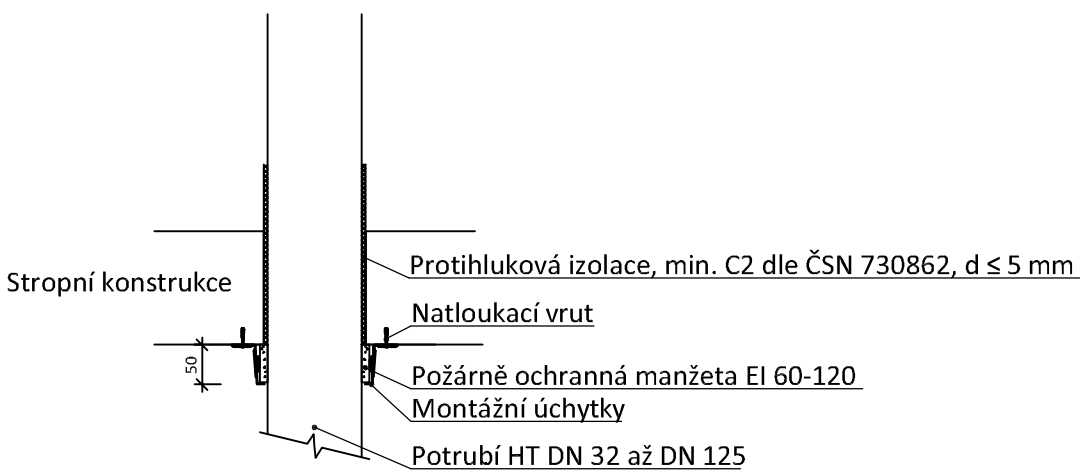 Protihluková izolace, min. C2 dle ČSN 730862, d ≤ 5 mm
Stropní konstrukce
Natloukací vrut
50
Požárně ochranná manžeta EI 60-120
Montážní úchytky
Potrubí HT DN 32 až DN 125